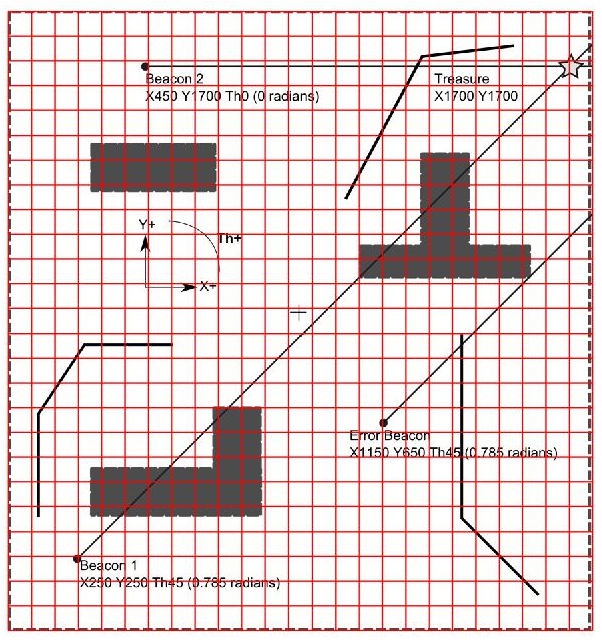 Beacon 2
X450 Y1700 Th0 (0 radians)
Treasure
X1700 Y1700
Y+
Th+
X+
Error Beacon
X1150 Y650 Th45 (0.785 radians)
Beacon 1
X250 Y250 Th45 (0.785 radians)